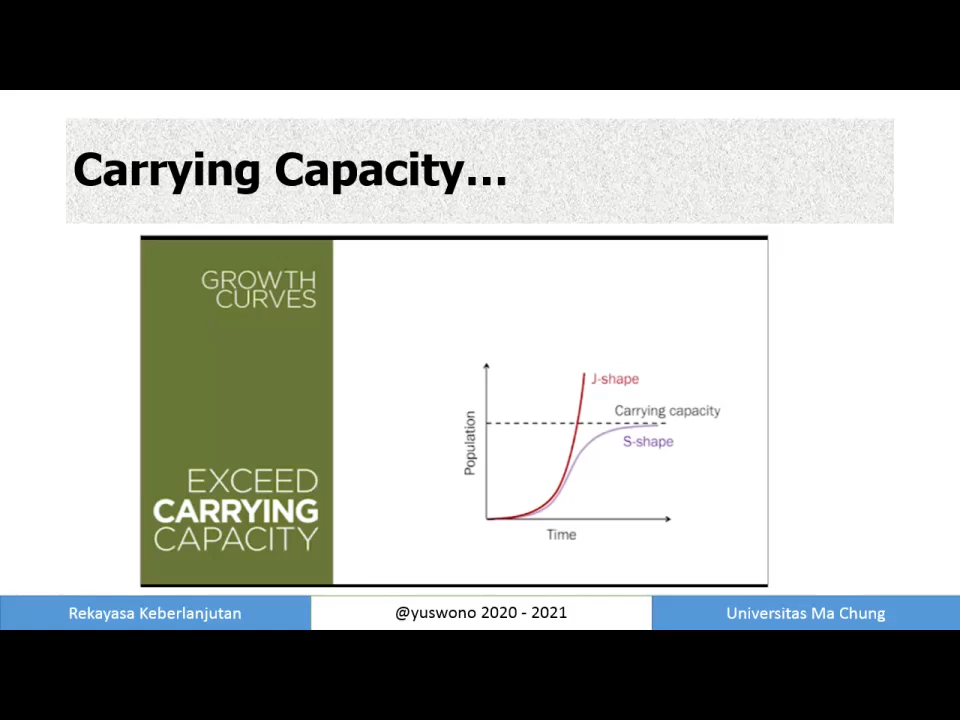 Carrying Capacity...
GROWTH
CURVES
EXCEED
CARRYING
CAPACITY
J-shape
Carrying capacity
S-shape
Population
Time
Rekayasa Keberlanjutan
@yuswono 2020 - 2021
Universitas Ma Chung